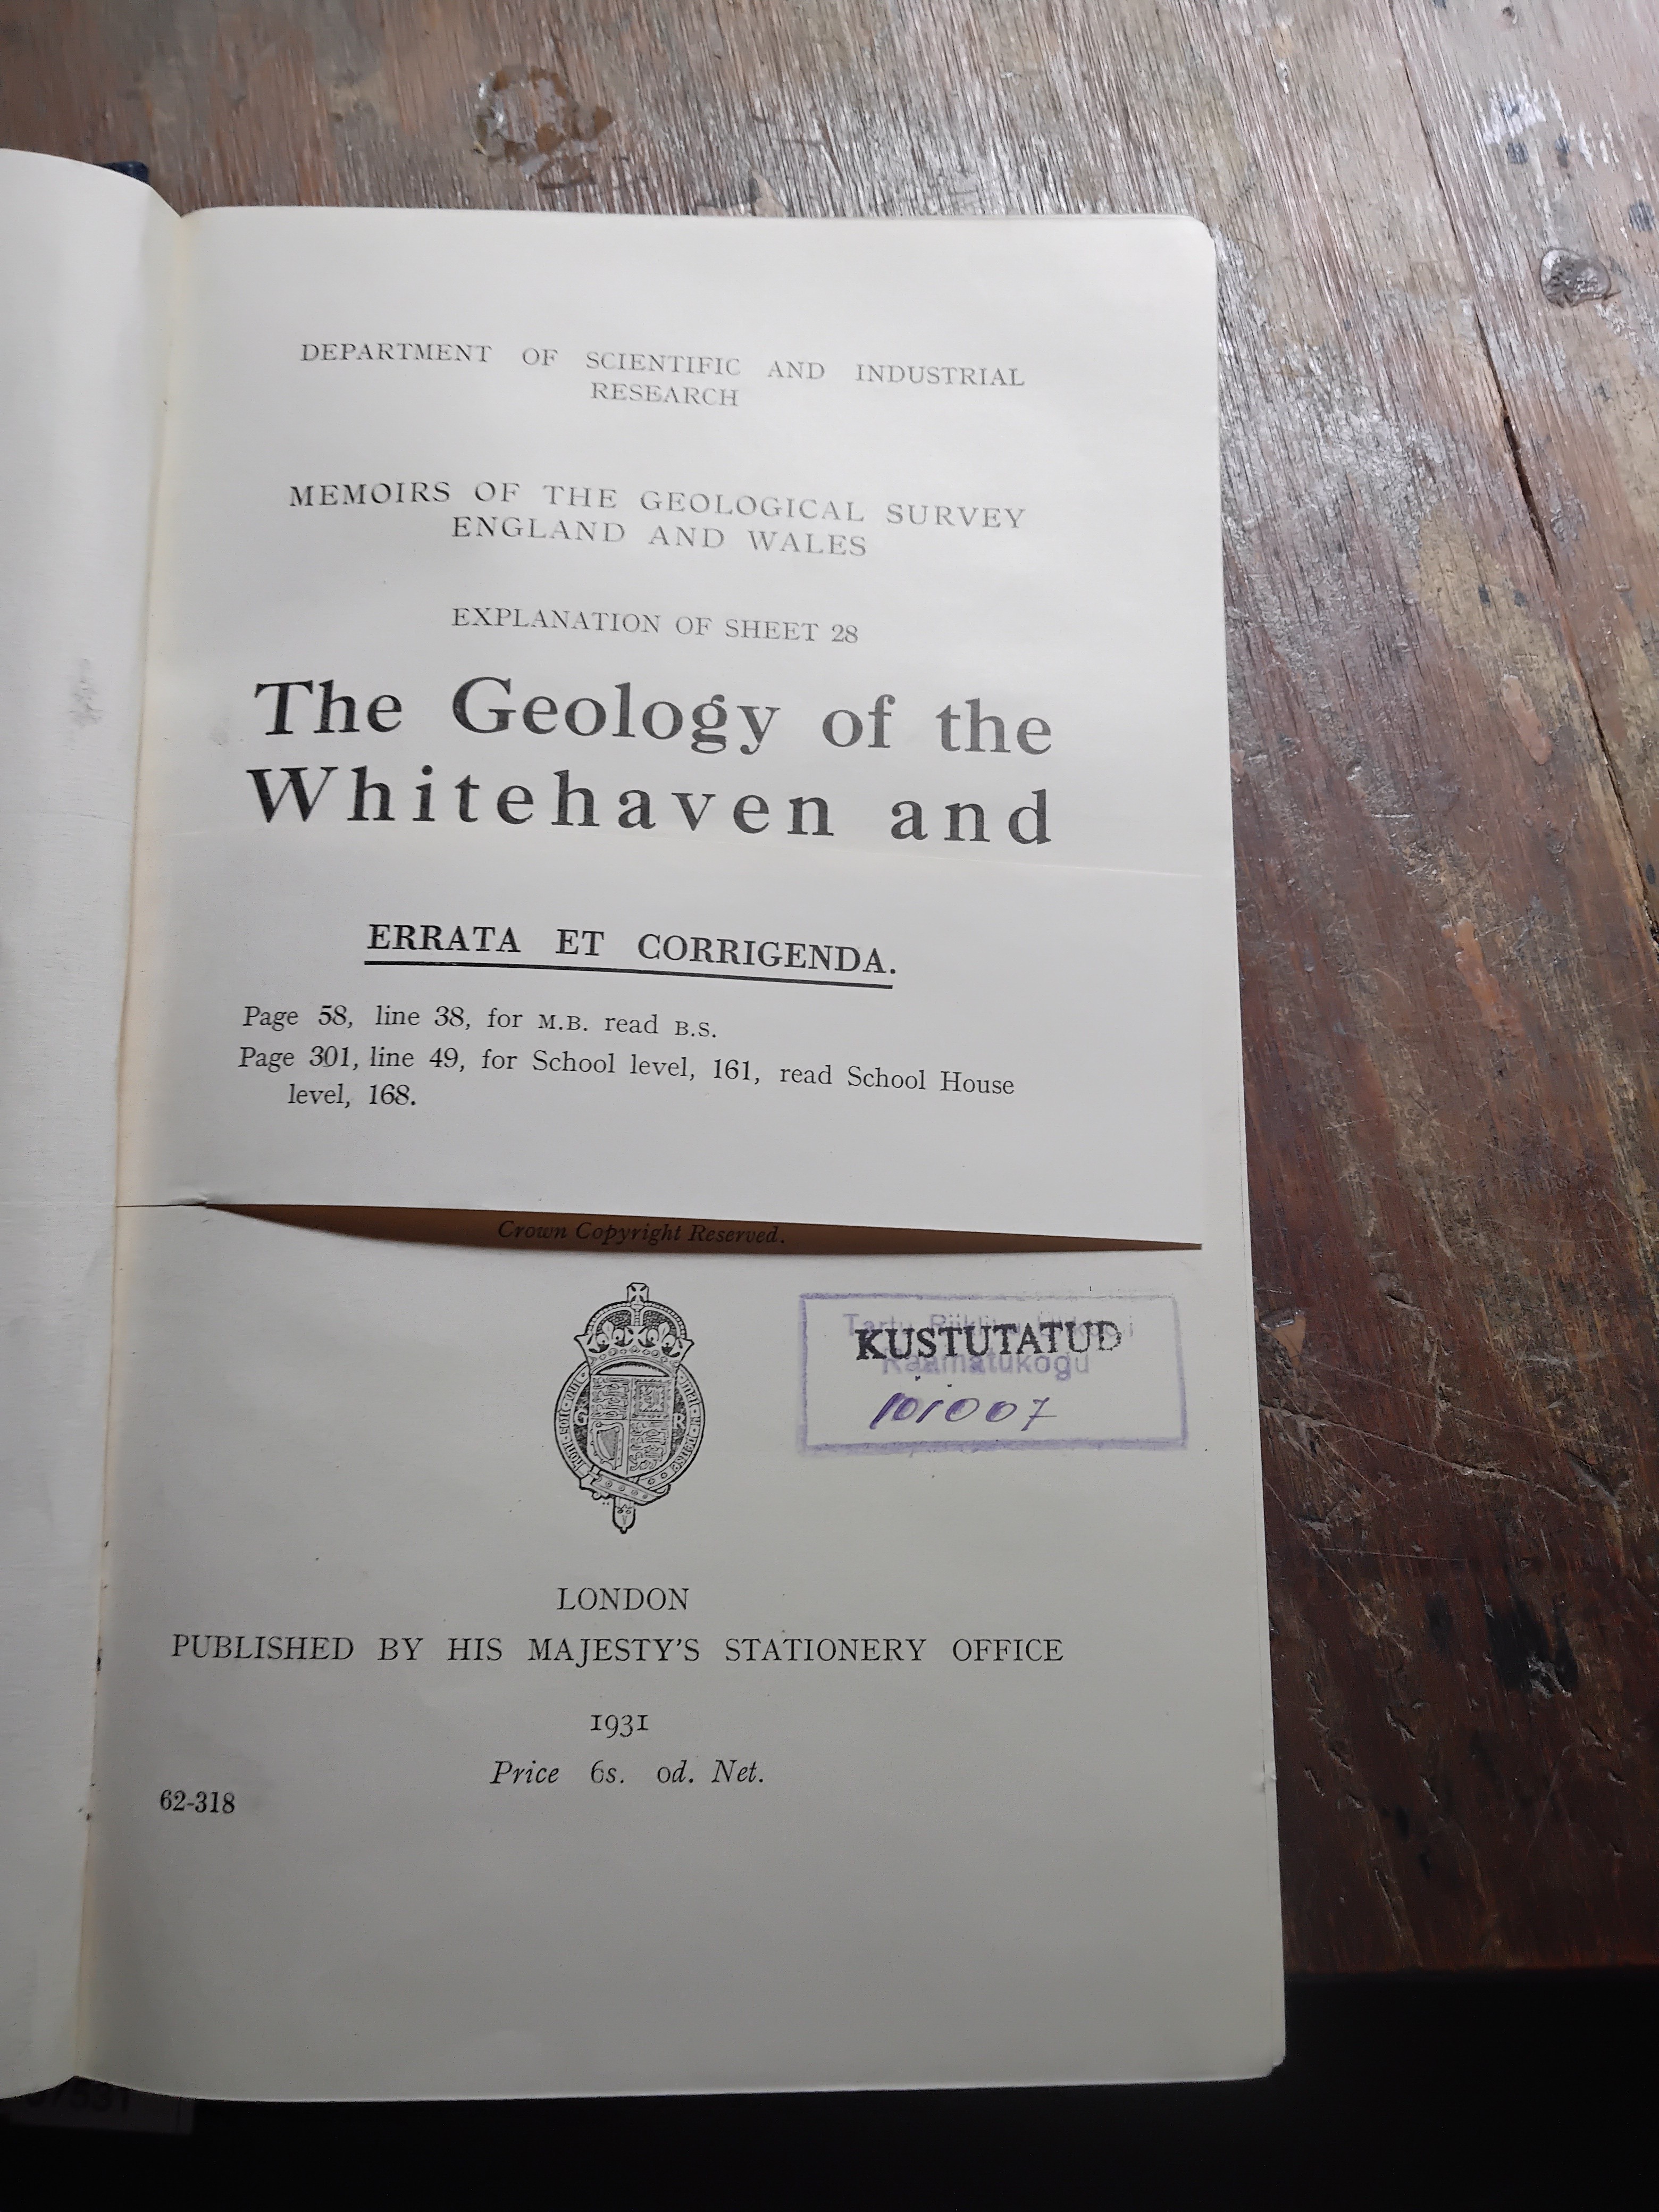 DEPARTMENT OF SCIENTIFIC AND INDUSTRIAL
RESEARCH
MEMOIRS OF THE GEOLOGICAL SURVEY
ENGLAND AND WALES
EXPLANATION OF SHEET 28
The Geology of the
Whitehaven and
ERRATA ET CORRIGENDA.
Page 58, line 38, for M.B. read B.S.
Page 301, line 49, for School level, 161, read School House
level, 168.
Crown Copyright Reserved.
G R
Tartu
KUSTUTATUD
Raamatukogu
101007
LONDON
PUBLISHED BY HIS MAJESTY'S STATIONERY OFFICE
1931
Price 6s. 0d. Net.
62-318